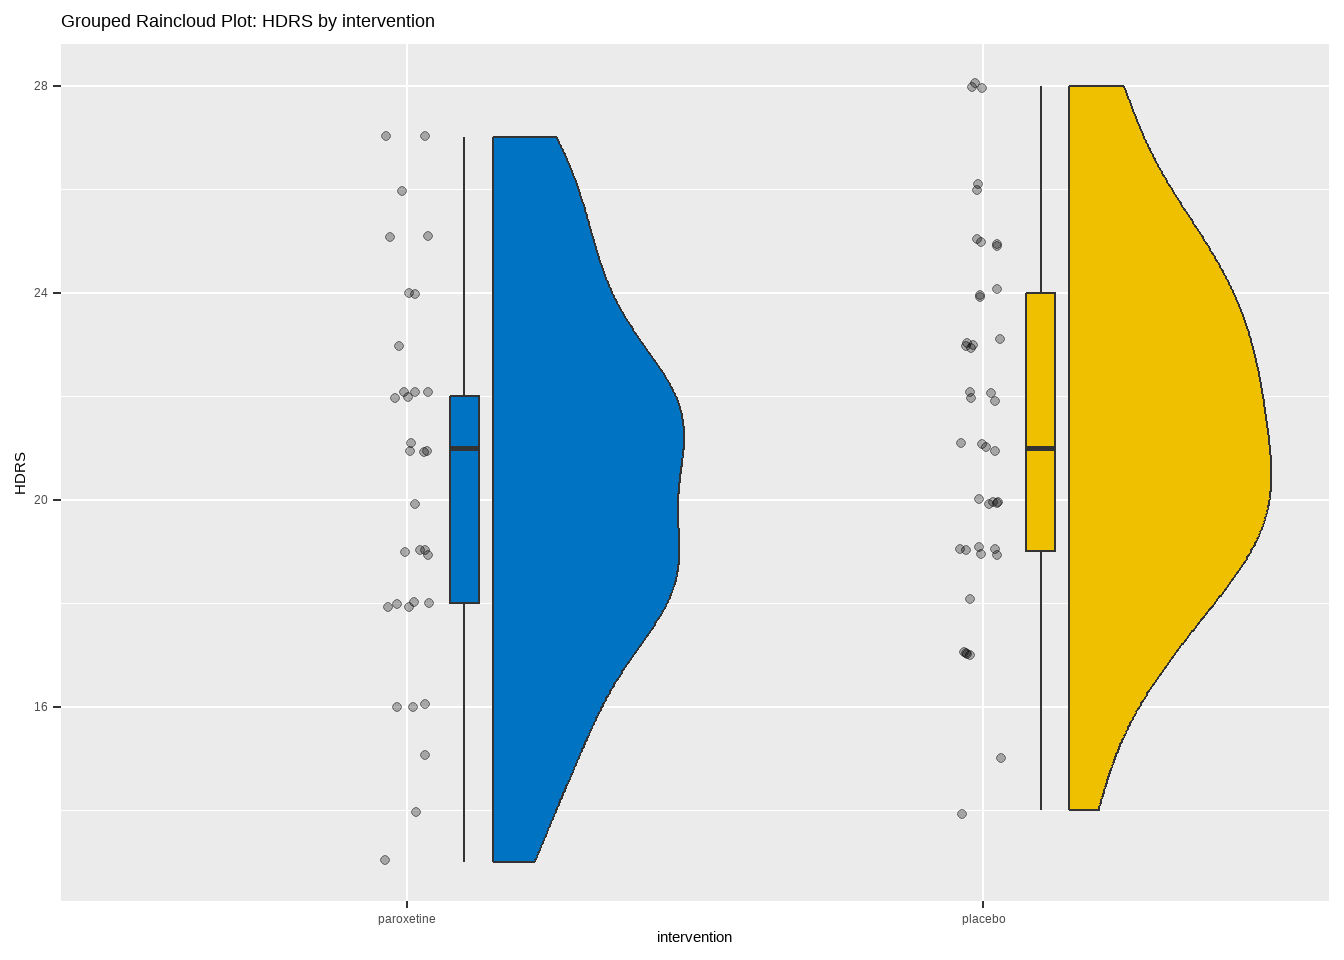 Grouped Raincloud Plot: HDRS by intervention
28
24
20
16
HDRS
paroxetine
placebo
intervention